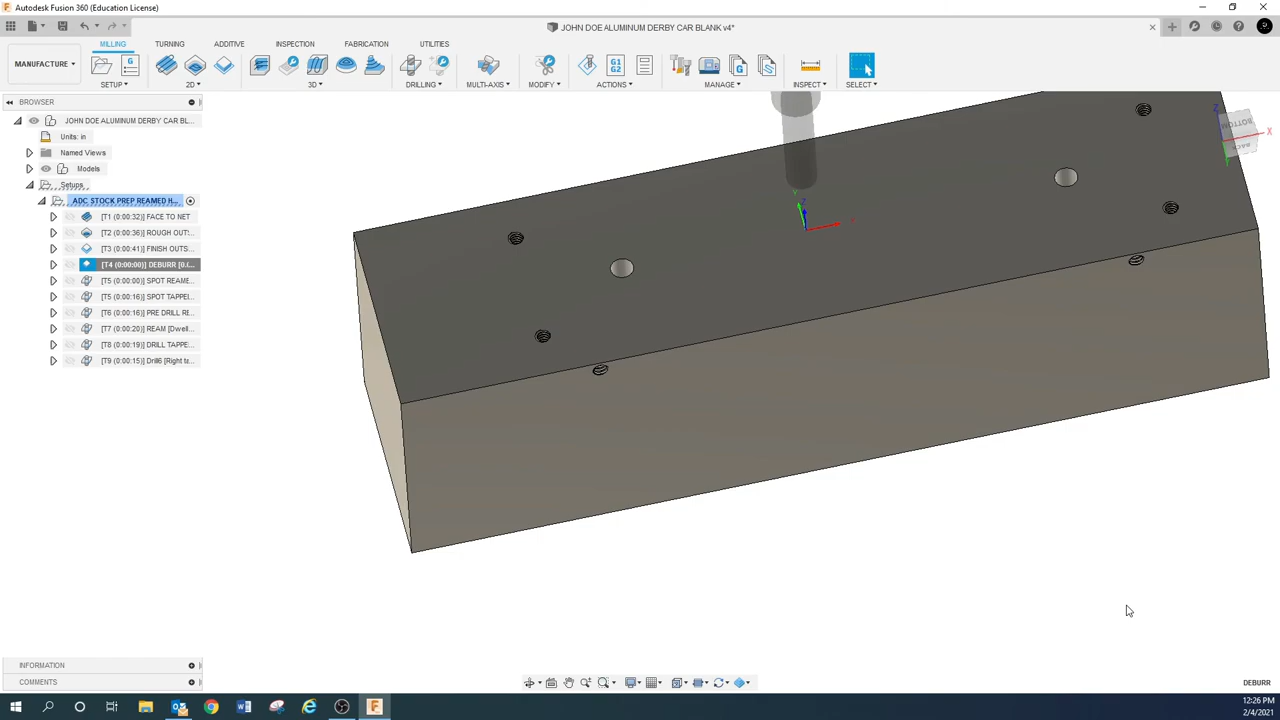 Autodesk Fusion 360 (Education License)
JOHN DOE ALUMINUM DERBY CAR BLANK v4*
MILLING TURNING ADDITIVE INSPECTION FABRICATION UTILITIES
MANUFACTURE
SETUP 2D 3D DRILLING MULTI-AXIS MODIFY ACTIONS MANAGE INSPECT SELECT
G1
G2
BROWSER
JOHN DOE ALUMINUM DERBY CAR BL...
Units: in
Named Views
Models
Setups
ADC STOCK PREP REAMED H...
[T1 (0:00:32)] FACE TO NET
[T2 (0:00:36)] ROUGH OUT...
[T3 (0:00:41)] FINISH OUTS...
[T4 (0:00:00)] DEBURR [0.(...
[T5 (0:00:00)] SPOT REAME...
[T5 (0:00:16)] SPOT TAPPE...
[T6 (0:00:16)] PRE DRILL RE...
[T7 (0:00:20)] REAM [Dwell...
[T8 (0:00:19)] DRILL TAPPE...
[T9 (0:00:15)] Drill6 [Right ta...
BOTTOM
BACK
Z
X
Y
INFORMATION
COMMENTS
DEBURR
12:26 PM
2/4/2021